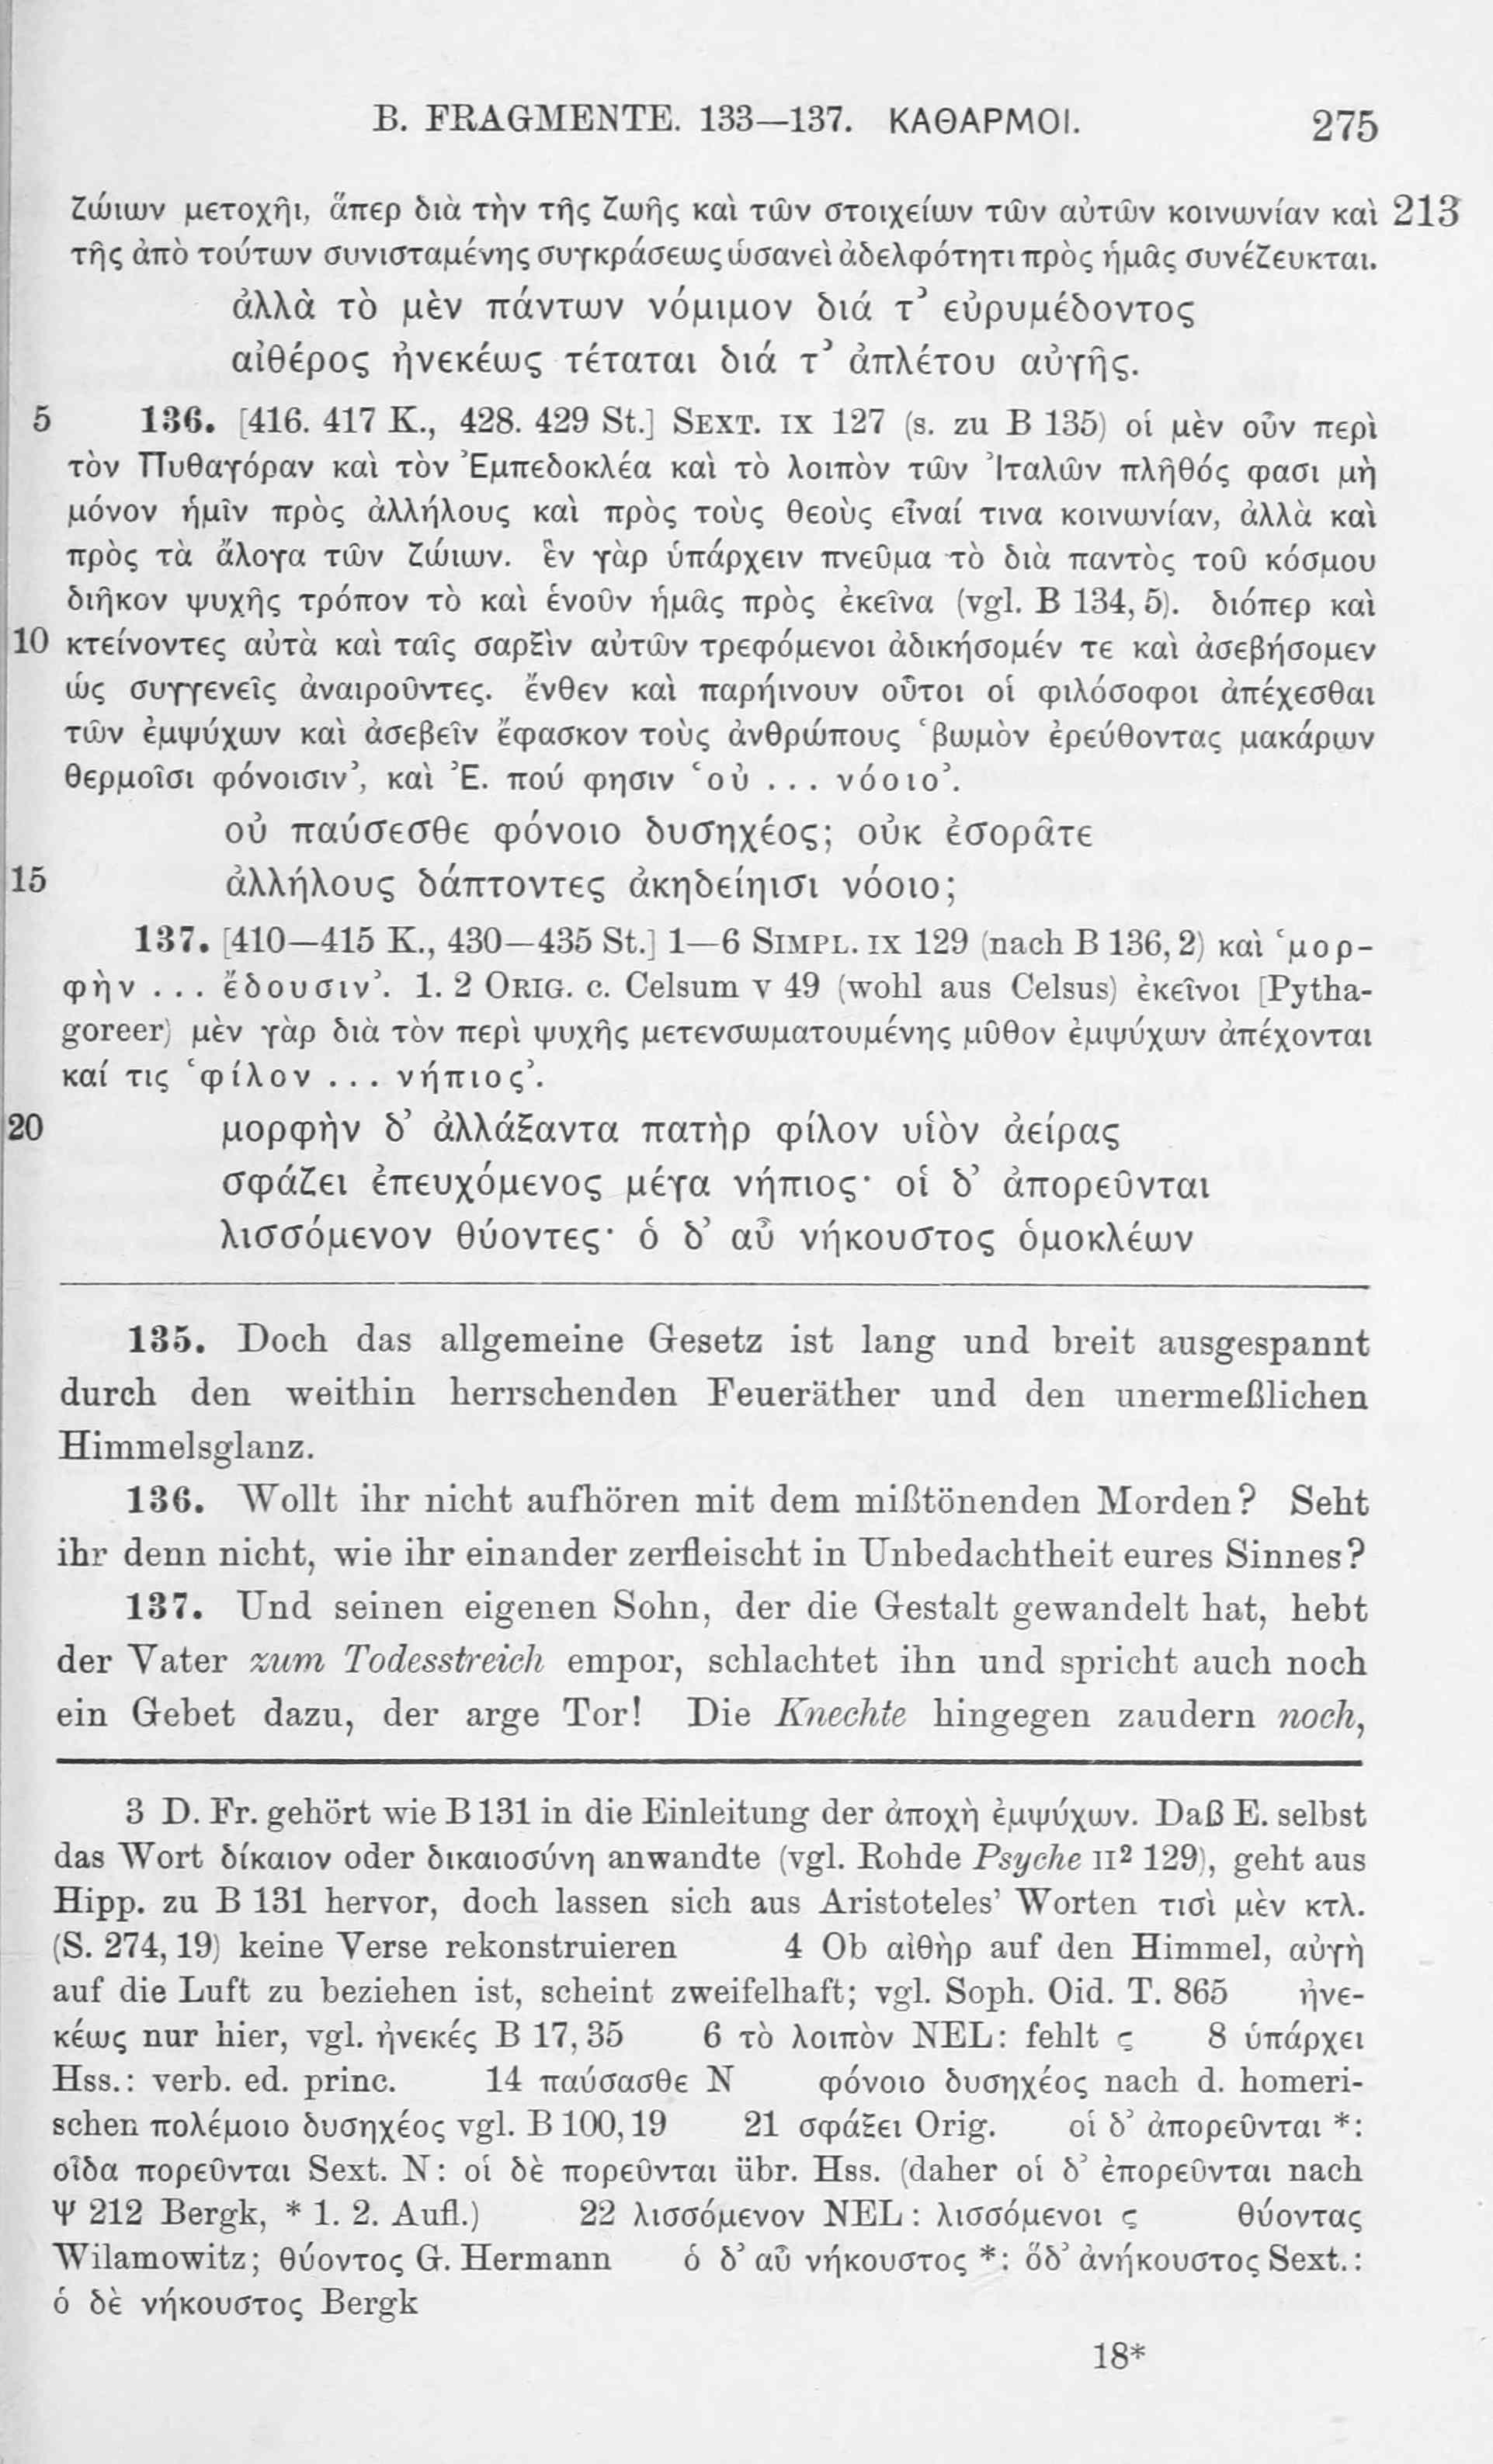 B. FRAGMENTE. 133—137. ΚΑΘΑΡΜΟΙ. 275
ζώιων μετοχῆι, ἅπερ διὰ τὴν τῆς ζωῆς καὶ τῶν στοιχείων τῶν αὐτῶν κοινωνίαν καὶ 213
τῆς ἀπὸ τούτων συνισταμένης συγκράσεως ὡσανεὶ ἀδελφότητι πρὸς ἡμᾶς συνέζευκται.
ἀλλὰ τὸ μὲν πάντων νόμιμον διά τ’ εὐρυμέδοντος
αἰθέρος ἠνεκέως τέταται διά τ’ ἀπλέτου αὐγῆς.
5 136. [416. 417 K., 428. 429 St.] SEXT. IX 127 (s. zu B 135) οἱ μὲν οὖν περὶ
τὸν Πυθαγόραν καὶ τὸν Ἐμπεδοκλέα καὶ τὸ λοιπὸν τῶν Ἰταλῶν πλῆθός φασι μὴ
μόνον ἡμῖν πρὸς ἀλλήλους καὶ πρὸς τοὺς θεοὺς εἶναί τινα κοινωνίαν, ἀλλὰ καὶ
πρὸς τὰ ἄλογα τῶν ζώιων. ἓν γὰρ ὑπάρχειν πνεῦμα τὸ διὰ παντὸς τοῦ κόσμου
διῆκον ψυχῆς τρόπον τὸ καὶ ἑνοῦν ἡμᾶς πρὸς ἐκεῖνα (vgl. B 134, 5). διόπερ καὶ
10 κτείνοντες αὐτὰ καὶ ταῖς σαρξὶν αὐτῶν τρεφόμενοι ἀδικήσομέν τε καὶ ἀσεβήσομεν
ὡς συγγενεῖς ἀναιροῦντες. ἔνθεν καὶ παρήινουν οὗτοι οἱ φιλόσοφοι ἀπέχεσθαι
τῶν ἐμψύχων καὶ ἀσεβεῖν ἔφασκον τοὺς ἀνθρώπους ‘βωμὸν ἐρεύθοντας μακάρων
θερμοῖσι φόνοισιν’, καὶ Ἐ. πού φησιν ‘οὐ ... νόοιο’.
οὐ παύσεσθε φόνοιο δυσηχέος; οὐκ ἐσορᾶτε
15 ἀλλήλους δάπτοντες ἀκηδείηισι νόοιο;
137. [410—415 K., 430—435 St.] 1—6 SIMPL. IX 129 (nach B 136, 2) καὶ ‘μορ-
φὴν ... ἔδουσιν’. 1. 2 ORIG. c. Celsum V 49 (wohl aus Celsus) ἐκεῖνοι [Pytha-
goreer) μὲν γὰρ διὰ τὸν περὶ ψυχῆς μετενσωματουμένης μῦθον ἐμψύχων ἀπέχονται
καί τις ‘φίλον ... νήπιος’.
20 μορφὴν δ’ ἀλλάξαντα πατὴρ φίλον υἱὸν ἀείρας
σφάζει ἐπευχόμενος μέγα νήπιος· οἱ δ’ ἀπορεῦνται
λισσόμενον θύοντες· ὁ δ’ αὖ νήκουστος ὁμοκλέων
135. Doch das allgemeine Gesetz ist lang und breit ausgespannt
durch den weithin herrschenden Feueräther und den unermeßlichen
Himmelsglanz.
136. Wollt ihr nicht aufhören mit dem mißtönenden Morden? Seht
ihr denn nicht, wie ihr einander zerfleischt in Unbedachtheit eures Sinnes?
137. Und seinen eigenen Sohn, der die Gestalt gewandelt hat, hebt
der Vater zum Todesstreich empor, schlachtet ihn und spricht auch noch
ein Gebet dazu, der arge Tor! Die Knechte hingegen zaudern noch,
3 D. Fr. gehört wie B 131 in die Einleitung der ἀποχὴ ἐμψύχων. Daß E. selbst
das Wort δίκαιον oder δικαιοσύνη anwandte (vgl. Rohde Psyche II² 129), geht aus
Hipp. zu B 131 hervor, doch lassen sich aus Aristoteles’ Worten τισὶ μὲν κτλ.
(S. 274, 19) keine Verse rekonstruieren 4 Ob αἰθὴρ auf den Himmel, αὐγὴ
auf die Luft zu beziehen ist, scheint zweifelhaft; vgl. Soph. Oid. T. 865 ἠνε-
κέως nur hier, vgl. ἠνεκές B 17, 35 6 τὸ λοιπὸν NEL: fehlt ς 8 ὑπάρχει
Hss.: verb. ed. princ. 14 παύσασθε N φόνοιο δυσηχέος nach d. homeri-
schen πολέμοιο δυσηχέος vgl. B 100, 19 21 σφάξει Orig. οἱ δ’ ἀπορεῦνται *:
οἶδα πορεῦνται Sext. N: οἱ δὲ πορεῦνται übr. Hss. (daher οἱ δ’ ἐπορεῦνται nach
Ψ 212 Bergk, * 1. 2. Aufl.) 22 λισσόμενον NEL: λισσόμενοι ς θύοντας
Wilamowitz; θύοντος G. Hermann ὁ δ’ αὖ νήκουστος *: ὅδ’ ἀνήκουστος Sext.:
ὁ δὲ νήκουστος Bergk
18*